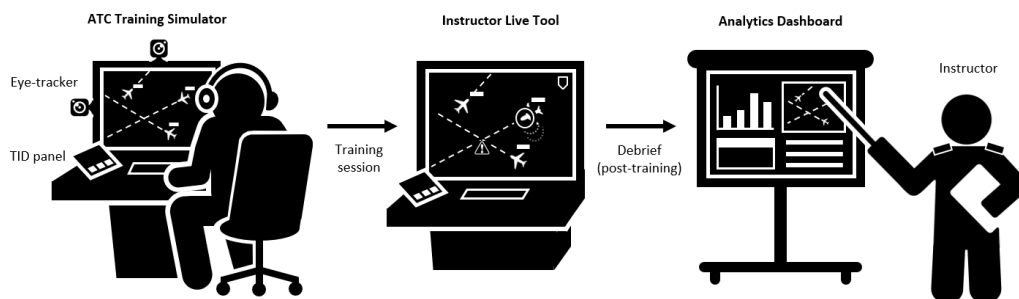 ATC Training Simulator
Instructor Live Tool
Analytics Dashboard
Eye-tracker
TID panel
Training
session
Debrief
(post-training)
Instructor